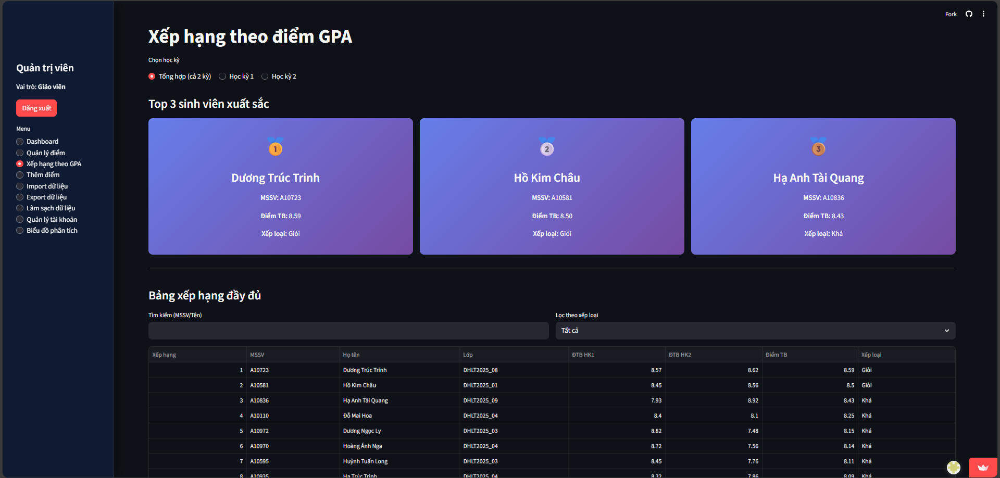 Fork
Quản trị viên
Vai trò: Giáo viên
Đăng xuất
Menu
Dashboard
Quản lý điểm
Xếp hạng theo GPA
Thêm điểm
Import dữ liệu
Export dữ liệu
Làm sạch dữ liệu
Quản lý tài khoản
Biểu đồ phân tích
Xếp hạng theo điểm GPA
Chọn học kỳ
Tổng hợp (cả 2 kỳ) Học kỳ 1 Học kỳ 2
Top 3 sinh viên xuất sắc
1
Dương Trúc Trinh
MSSV: A10723
Điểm TB: 8.59
Xếp loại: Giỏi
2
Hồ Kim Châu
MSSV: A10581
Điểm TB: 8.50
Xếp loại: Giỏi
3
Hạ Anh Tài Quang
MSSV: A10836
Điểm TB: 8.43
Xếp loại: Khá
Bảng xếp hạng đầy đủ
Tìm kiếm (MSSV/Tên)
Lọc theo xếp loại
Tất cả
Xếp hạng MSSV Họ tên Lớp ĐTB HK1 ĐTB HK2 Điểm TB Xếp loại
1 A10723 Dương Trúc Trinh DHLT2025_08 8.57 8.62 8.59 Giỏi
2 A10581 Hồ Kim Châu DHLT2025_01 8.45 8.56 8.5 Giỏi
3 A10836 Hạ Anh Tài Quang DHLT2025_09 7.93 8.92 8.43 Khá
4 A10110 Đỗ Mai Hoa DHLT2025_04 8.4 8.1 8.25 Khá
5 A10972 Dương Ngọc Ly DHLT2025_03 8.82 7.48 8.15 Khá
6 A10970 Hoàng Ánh Nga DHLT2025_04 8.72 7.56 8.14 Khá
7 A10595 Huỳnh Tuấn Long DHLT2025_03 8.45 7.76 8.11 Khá
8 A10935 Hạ Trúc Trinh DHLT2025_04 8.32 7.86 8.09 Khá